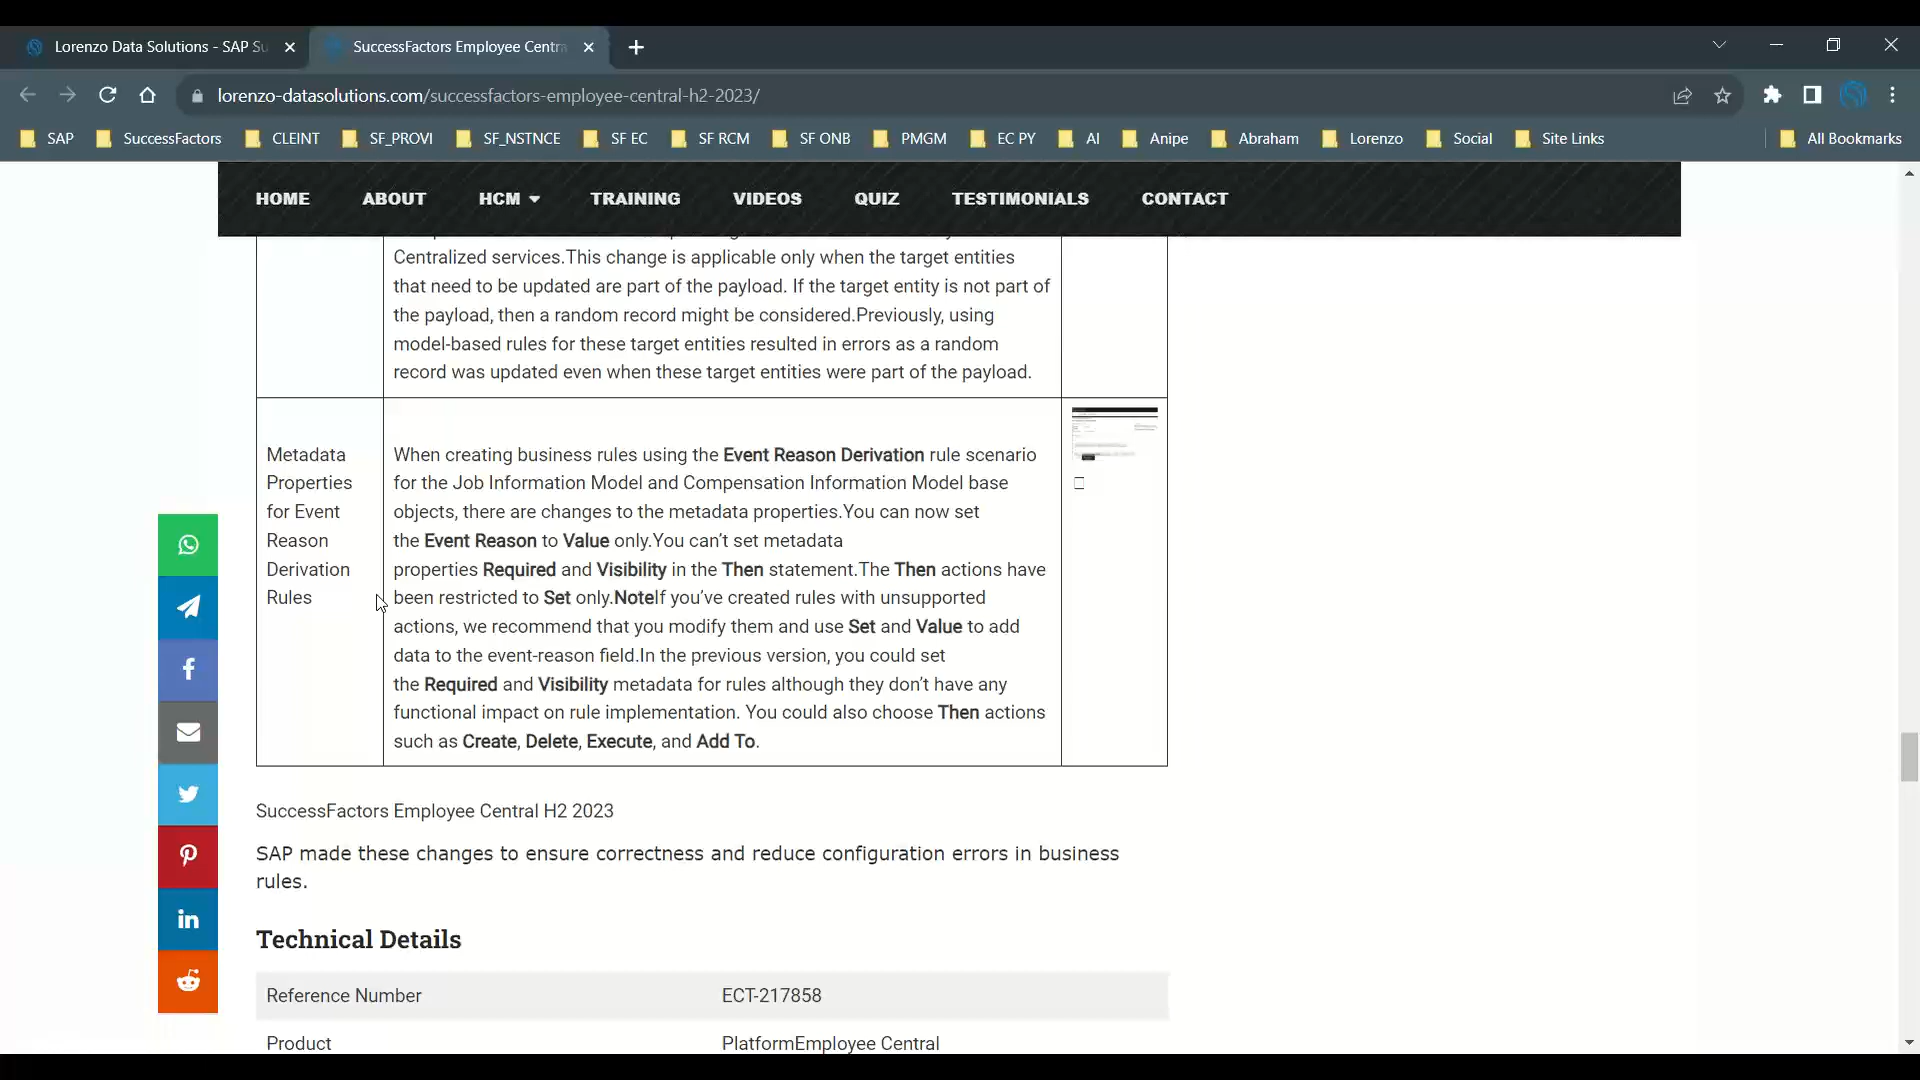 Lorenzo Data Solutions - SAP Su
SuccessFactors Employee Centra
lorenzo-datasolutions.com/successfactors-employee-central-h2-2023/
SAP SuccessFactors CLEINT SF_PROVI SF_NSTNCE SF EC SF RCM SF ONB PMGM EC PY AI Anipe Abraham Lorenzo Social Site Links All Bookmarks
HOME ABOUT HCM TRAINING VIDEOS QUIZ TESTIMONIALS CONTACT
Centralized services.This change is applicable only when the target entities
that need to be updated are part of the payload. If the target entity is not part of
the payload, then a random record might be considered.Previously, using
model-based rules for these target entities resulted in errors as a random
record was updated even when these target entities were part of the payload.
Metadata
Properties
for Event
Reason
Derivation
Rules
When creating business rules using the Event Reason Derivation rule scenario
for the Job Information Model and Compensation Information Model base
objects, there are changes to the metadata properties.You can now set
the Event Reason to Value only.You can’t set metadata
properties Required and Visibility in the Then statement.The Then actions have
been restricted to Set only.NoteIf you’ve created rules with unsupported
actions, we recommend that you modify them and use Set and Value to add
data to the event-reason field.In the previous version, you could set
the Required and Visibility metadata for rules although they don’t have any
functional impact on rule implementation. You could also choose Then actions
such as Create, Delete, Execute, and Add To.
SuccessFactors Employee Central H2 2023
SAP made these changes to ensure correctness and reduce configuration errors in business
rules.
Technical Details
Reference Number ECT-217858
Product PlatformEmployee Central